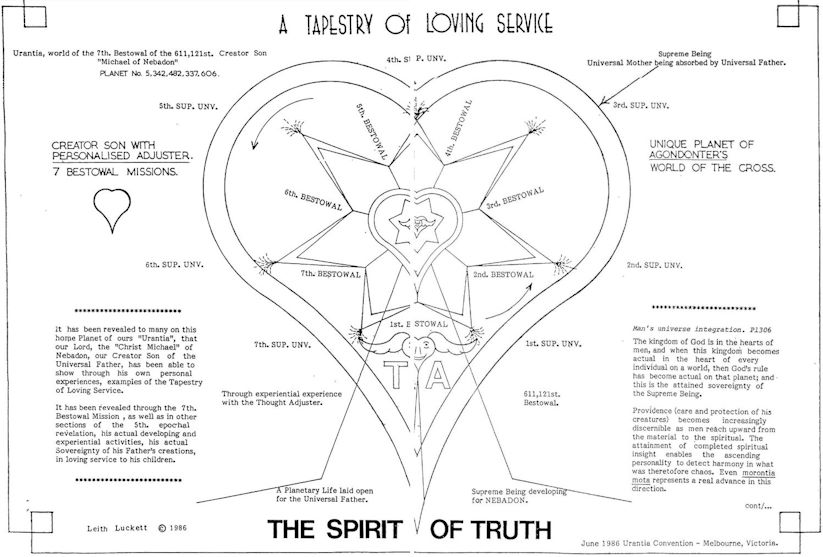 A TAPESTRY OF LOVING SERVICE
Urantia, world of the 7th. Bestowal of the 611,121st. Creator Son
"Michael of Nebadon"
PLANET No. 5,342,482,337,606.
4th. S P. UNV.
Supreme Being
Universal Mother being absorbed by Universal Father.
5th. SUP. UNV.
3rd. SUP. UNV.
5th. BESTOWAL
4th. BESTOWAL
CREATOR SON WITH
PERSONALISED ADJUSTER.
7 BESTOWAL MISSIONS.
UNIQUE PLANET OF
AGONDONTER'S
WORLD OF THE CROSS.
6th. BESTOWAL
3rd. BESTOWAL
6th. SUP. UNV.
2nd. SUP. UNV.
7th. BESTOWAL
2nd. BESTOWAL
1st. B STOWAL
7th. SUP. UNV.
1st. SUP. UNV.
T A
It has been revealed to many on this
home Planet of ours "Urantia", that
our Lord, the "Christ Michael" of
Nebadon, our Creator Son of the
Universal Father, has been able to
show through his own personal
experiences, examples of the Tapestry
of Loving Service.
It has been revealed through the 7th.
Bestowal Mission , as well as in other
sections of the 5th. epochal
revelation, his actual developing and
experiential activities, his actual
Sovereignty of his Father's creations,
in loving service to his children.
Through experiential experience
with the Thought Adjuster.
611,121.
Bestowal.
Man's universe integration. P1306
The kingdom of God is in the hearts of
men, and when this kingdom becomes
actual in the heart of every
individual on a world, then God's rule
has become actual on that planet; and
this is the attained sovereignty of
the Supreme Being.
Providence (care and protection of his
creatures) becomes increasingly
discernible as men reach upward from
the material to the spiritual. The
attainment of completed spiritual
insight enables the ascending
personality to detect harmony in what
was theretofore chaos. Even morontia
mota represents a real advance in this
direction.
cont/...
A Planetary Life laid open
for the Universal Father.
Supreme Being developing
for NEBADON.
Leith Luckett © 1986
THE SPIRIT OF TRUTH
June 1986 Urantia Convention - Melbourne, Victoria.